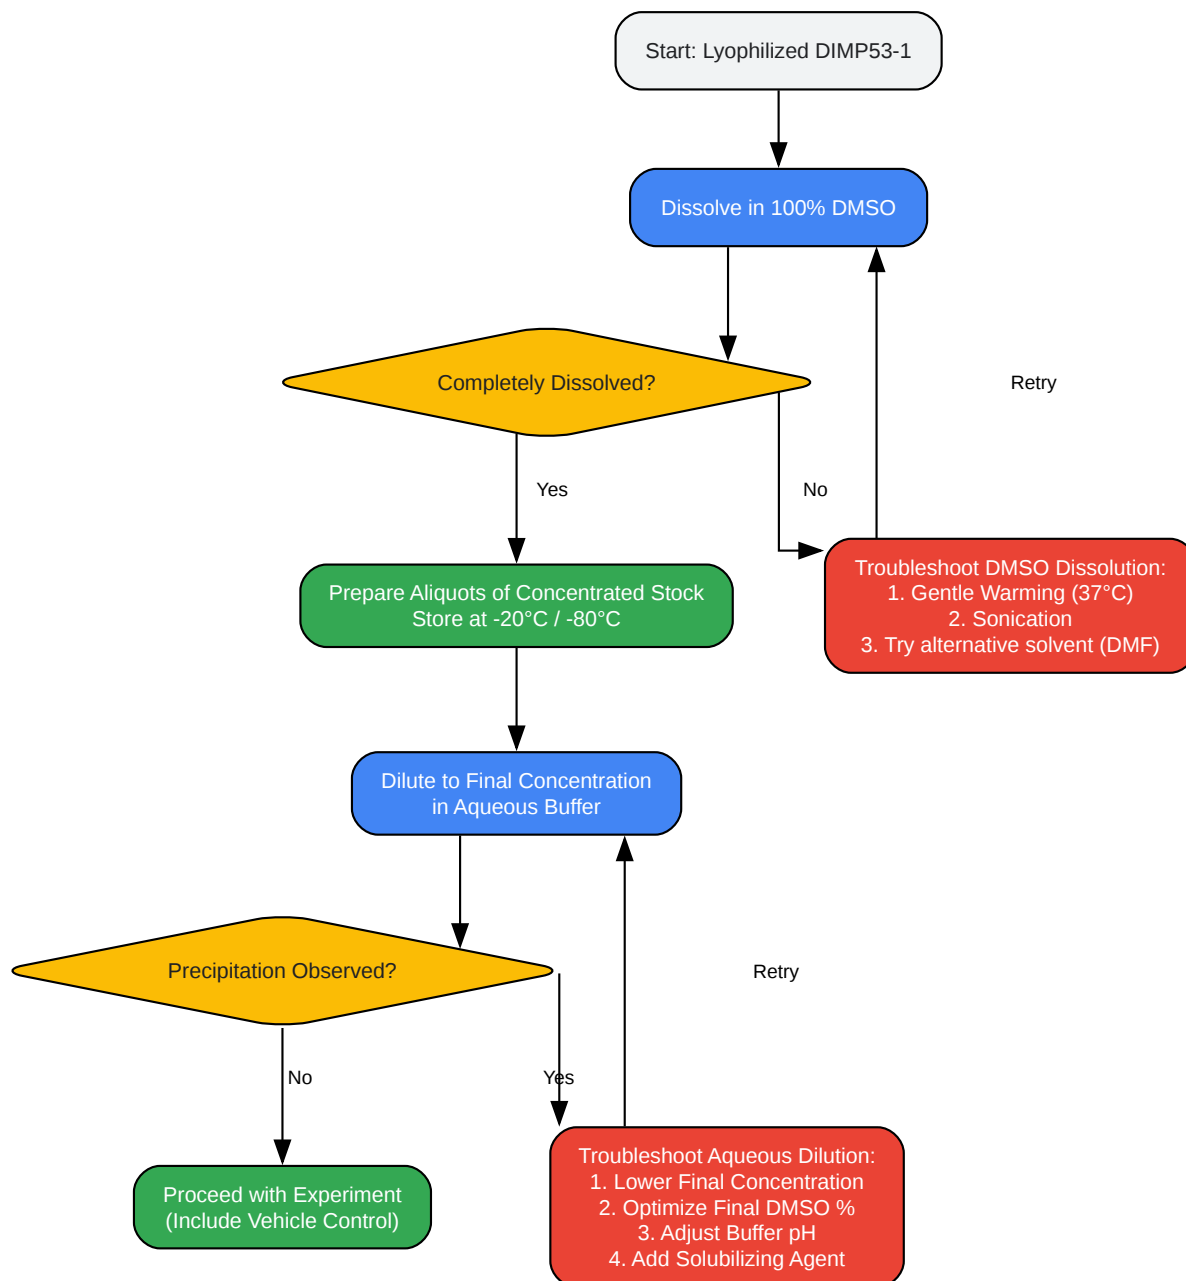 Start: Lyophilized DIMP53-1
Dissolve in 100% DMSO
Completely Dissolved?
Retry
Yes
No
Troubleshoot DMSO Dissolution:
1. Gentle Warming (37°C)
2. Sonication
3. Try alternative solvent (DMF)
Prepare Aliquots of Concentrated Stock
Store at -20°C / -80°C
Dilute to Final Concentration
in Aqueous Buffer
Precipitation Observed?
Retry
No
Yes
Troubleshoot Aqueous Dilution:
1. Lower Final Concentration
2. Optimize Final DMSO %
3. Adjust Buffer pH
4. Add Solubilizing Agent
Proceed with Experiment
(Include Vehicle Control)